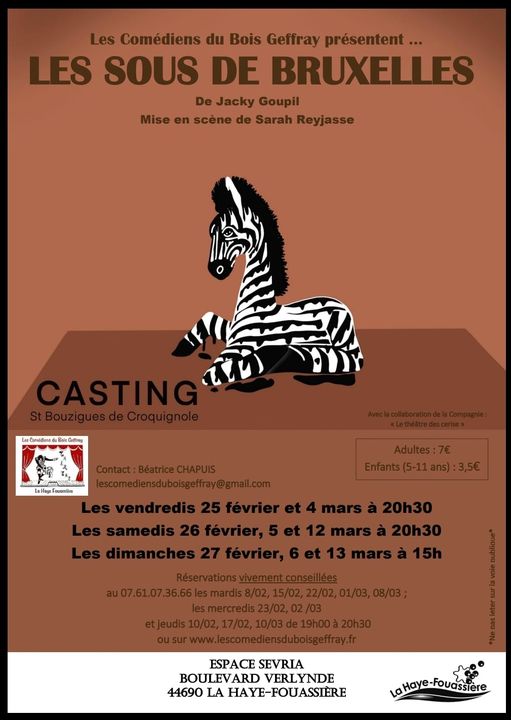 Les Comédiens du Bois Geffray présentent ...
LES SOUS DE BRUXELLES
De Jacky Goupil
Mise en scène de Sarah Reyjasse
CASTING
St Bouzigues de Croquignole
Avec la collaboration de la Compagnie :
« Le théâtre des cerise »
Les Comédiens du Bois Geffray
La Haye Fouassière
Contact : Béatrice CHAPUIS
lescomediensduboisgeffray@gmail.com
Adultes : 7€
Enfants (5-11 ans) : 3,5€
Les vendredis 25 février et 4 mars à 20h30
Les samedis 26 février, 5 et 12 mars à 20h30
Les dimanches 27 février, 6 et 13 mars à 15h
Réservations vivement conseillées
au 07.61.07.36.66 les mardis 8/02, 15/02, 22/02, 01/03, 08/03 ;
les mercredis 23/02, 02 /03
et jeudis 10/02, 17/02, 10/03 de 19h00 à 20h30
ou sur www.lescomediensduboisgeffray.fr
*Ne pas jeter sur la voie publique*
ESPACE SEVRIA
BOULEVARD VERLYNDE
44690 LA HAYE-FOUASSIÈRE
La Haye-Fouassière